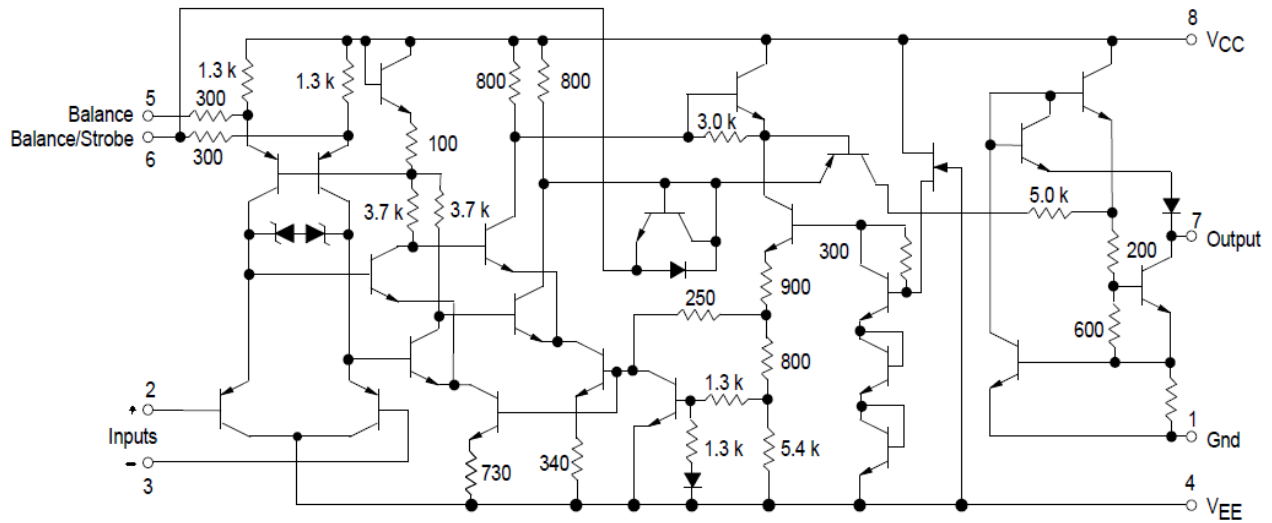 8
V_CC
1.3 k
1.3 k
800
800
300
Balance
5
Balance/Strobe
6
300
100
3.0 k
3.7 k
3.7 k
5.0 k
300
200
7
Output
900
250
600
800
2
+
1.3 k
Inputs
1
Gnd
-
3
730
340
1.3 k
5.4 k
4
V_EE